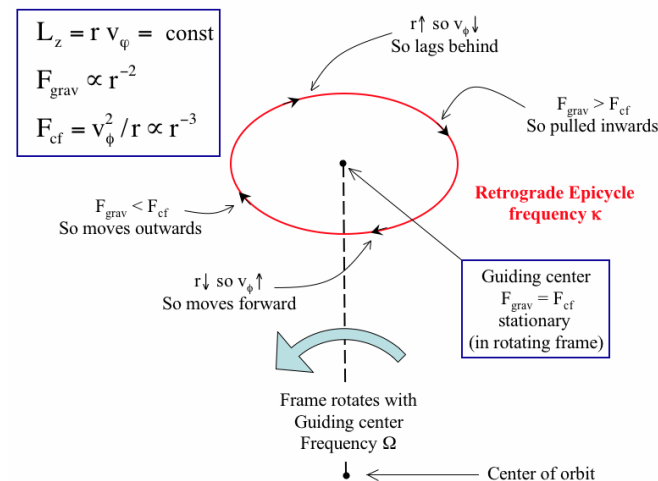 L_z = r v_φ = const
F_grav ∝ r^-2
F_cf = v_ϕ^2 / r ∝ r^-3
r↑ so v_ϕ↓
So lags behind
F_grav > F_cf
So pulled inwards
Retrograde Epicycle
frequency κ
F_grav < F_cf
So moves outwards
r↓ so v_ϕ↑
So moves forward
Guiding center
F_grav = F_cf
stationary
(in rotating frame)
Frame rotates with
Guiding center
Frequency Ω
Center of orbit